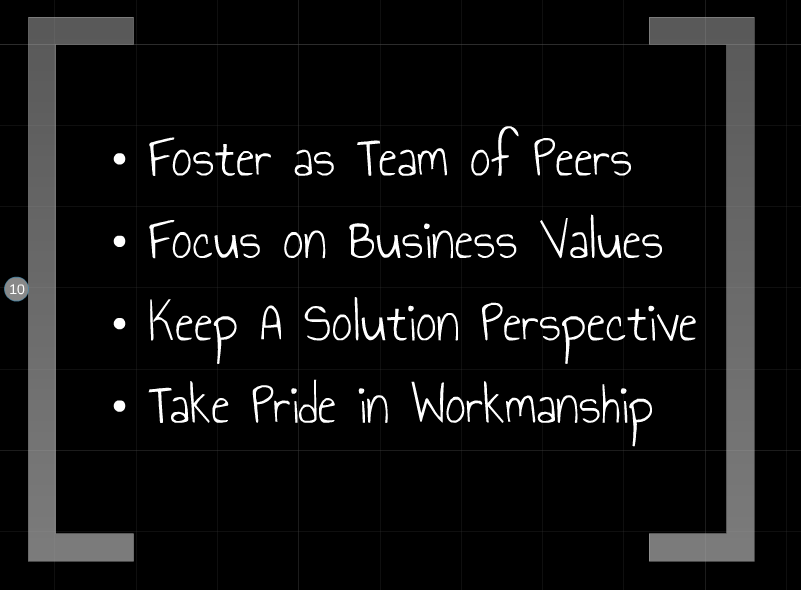 • Foster as Team of Peers
• Focus on Business Values
10
• Keep A Solution Perspective
• Take Pride in Workmanship